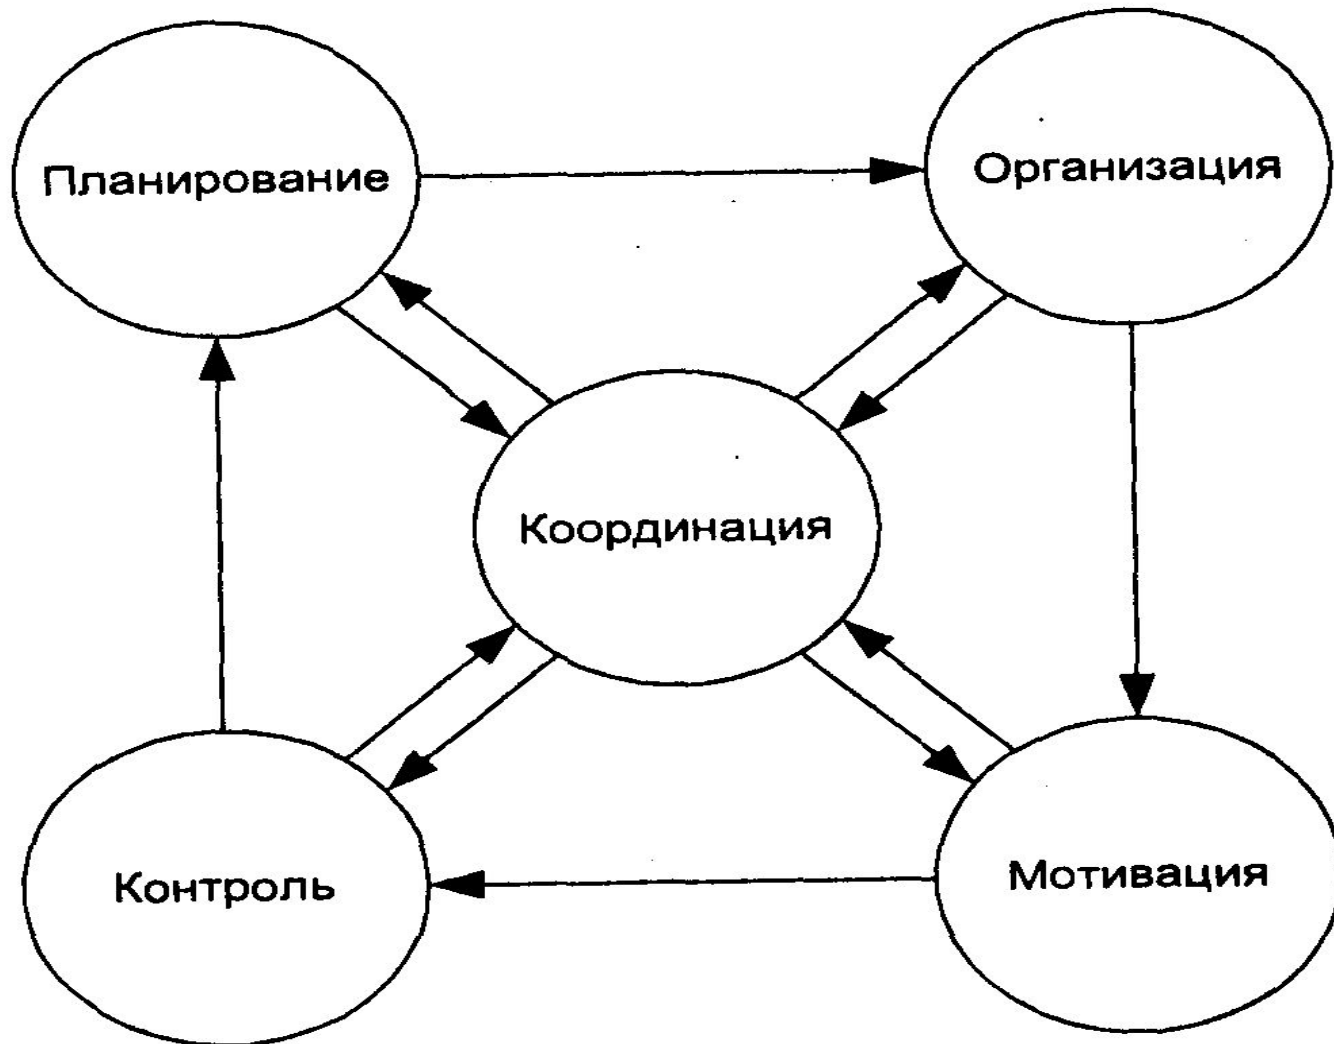 Планирование
Организация
Координация
Контроль
Мотивация